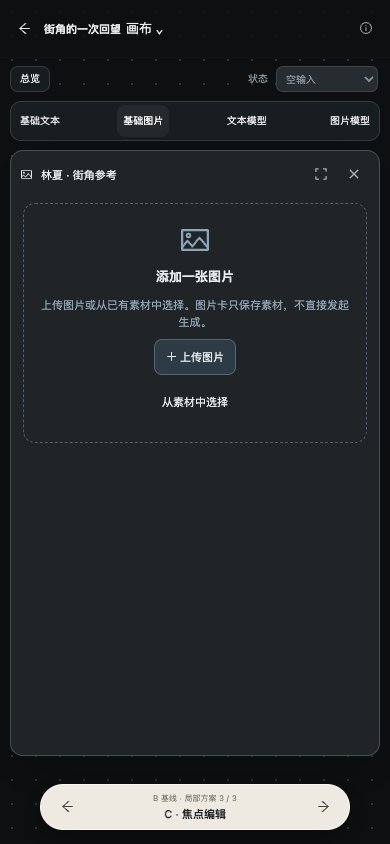 街角的一次回望 画布
总览 状态 空输入
基础文本 基础图片 文本模型 图片模型
林夏 · 街角参考
添加一张图片
上传图片或从已有素材中选择。图片卡只保存素材，不直接发起
生成。
+ 上传图片
从素材中选择
B 基线 · 局部方案 3 / 3
C · 焦点编辑